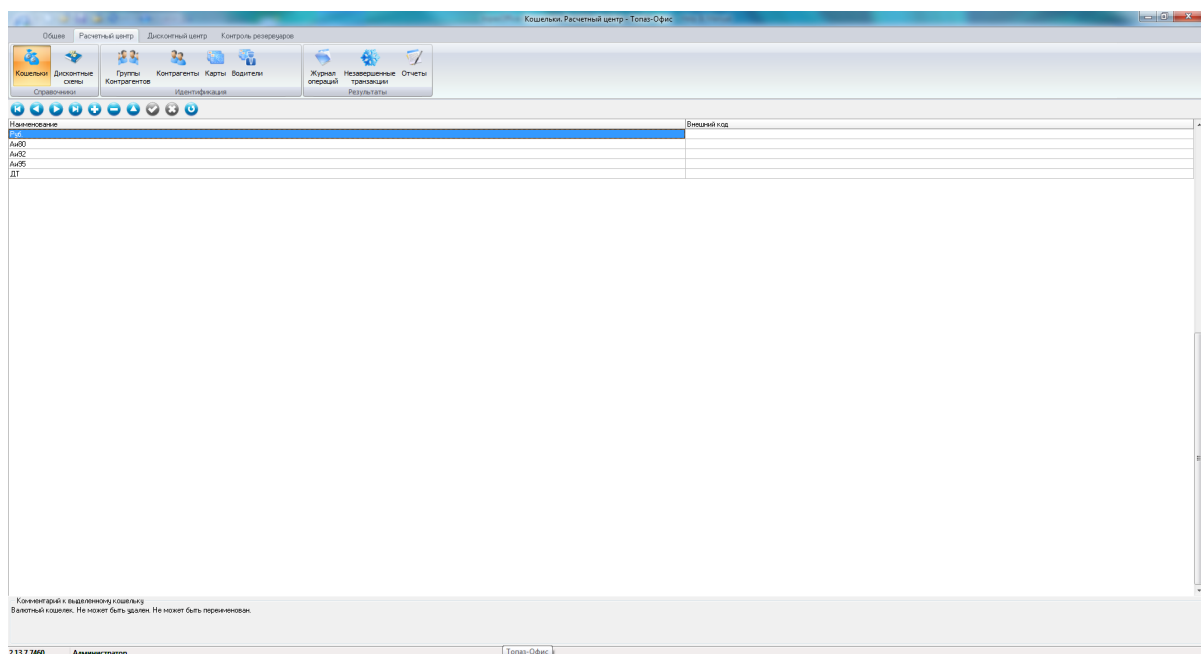 Кошельки. Расчетный центр - Топаз-Офис
Общее Расчетный центр Дисконтный центр Контроль резервуаров
Кошельки Дисконтные схемы Группы Контрагентов Контрагенты Карты Водители Журнал операций Незавершенные транзакции Отчеты
Справочники Идентификация Результаты
Наименование Внешний код
Руб.
Аи80
Аи92
Аи95
ДТ
Комментарий к выделенному кошельку
Валютный кошелек. Не может быть удален. Не может быть переименован.
2.13.7.7460 Администратор Топаз-Офис